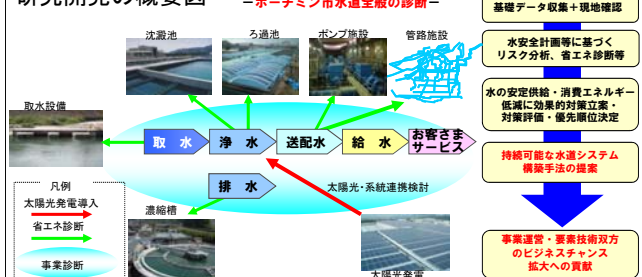 研究開発の概要図
−ホーチミン市水道全般の診断−
沈澱池
ろ過池
ポンプ施設
管路施設
取水設備
取 水
浄 水
送配水
給 水
お客さま
サービス
排 水
太陽光・系統連携検討
凡例
太陽光発電導入
省エネ診断
事業診断
濃縮槽
太陽光発電
基礎データ収集+現地確認
水安全計画等に基づく
リスク分析、省エネ診断等
水の安定供給・消費エネルギー
低減に効果的対策立案・
対策評価・優先順位決定
持続可能な水道システム
構築手法の提案
事業運営・要素技術双方
のビジネスチャンス
拡大への貢献